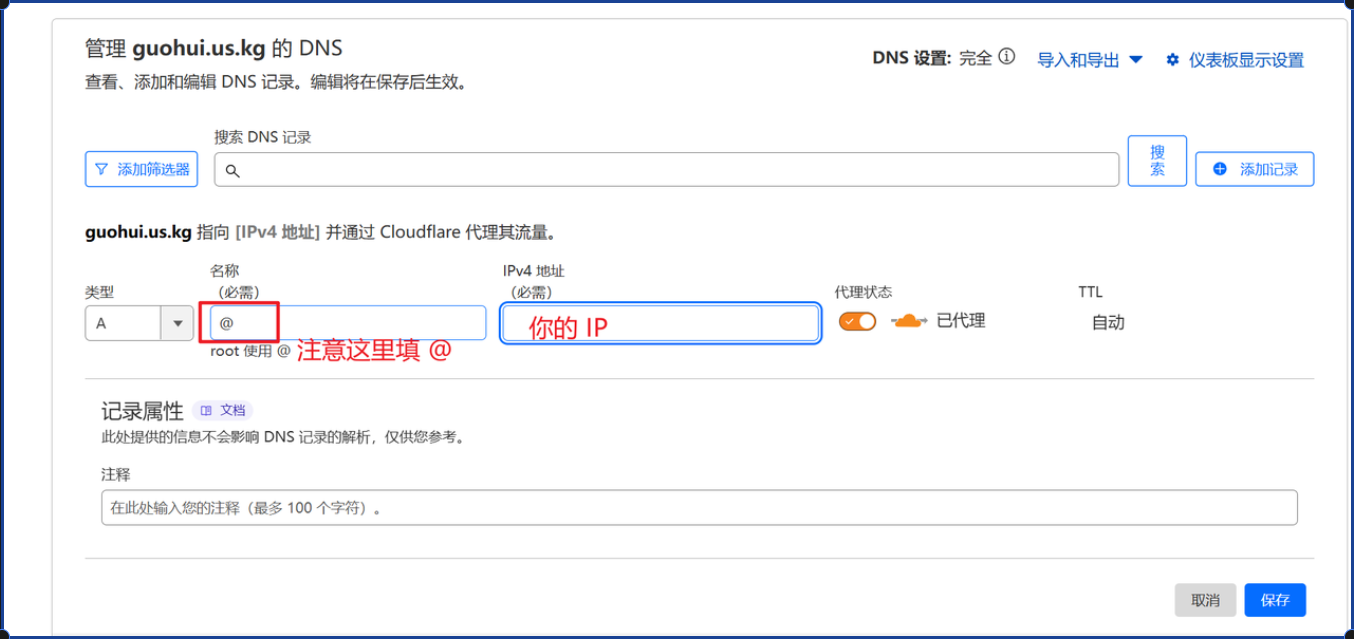 管理 guohui.us.kg 的 DNS
DNS 设置: 完全
导入和导出
仪表板显示设置
查看、添加和编辑 DNS 记录。编辑将在保存后生效。
搜索 DNS 记录
添加筛选器
搜
索
添加记录
guohui.us.kg 指向 [IPv4 地址] 并通过 Cloudflare 代理其流量。
类型
名称
(必需)
IPv4 地址
(必需)
代理状态
TTL
A
@
你的 IP
已代理
自动
root 使用 @
注意这里填 @
记录属性
文档
此处提供的信息不会影响 DNS 记录的解析，仅供您参考。
注释
在此处输入您的注释（最多 100 个字符）。
取消
保存